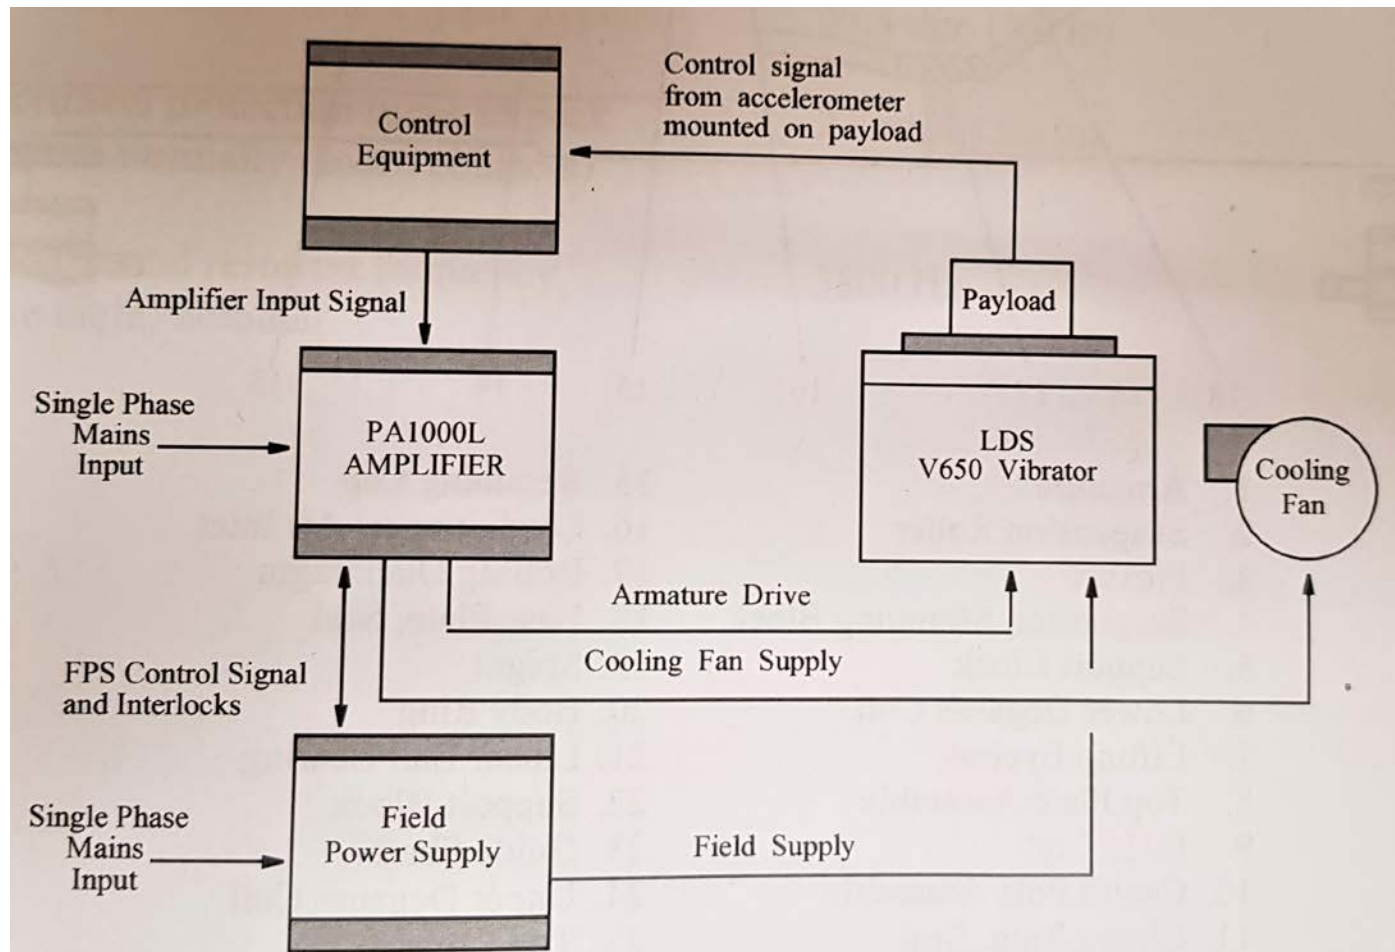 Control signal
from accelerometer
mounted on payload
Control
Equipment
Amplifier Input Signal
Payload
Single Phase
Mains
Input
PA1000L
AMPLIFIER
LDS
V650 Vibrator
Cooling
Fan
Armature Drive
Cooling Fan Supply
FPS Control Signal
and Interlocks
Single Phase
Mains
Input
Field
Power Supply
Field Supply